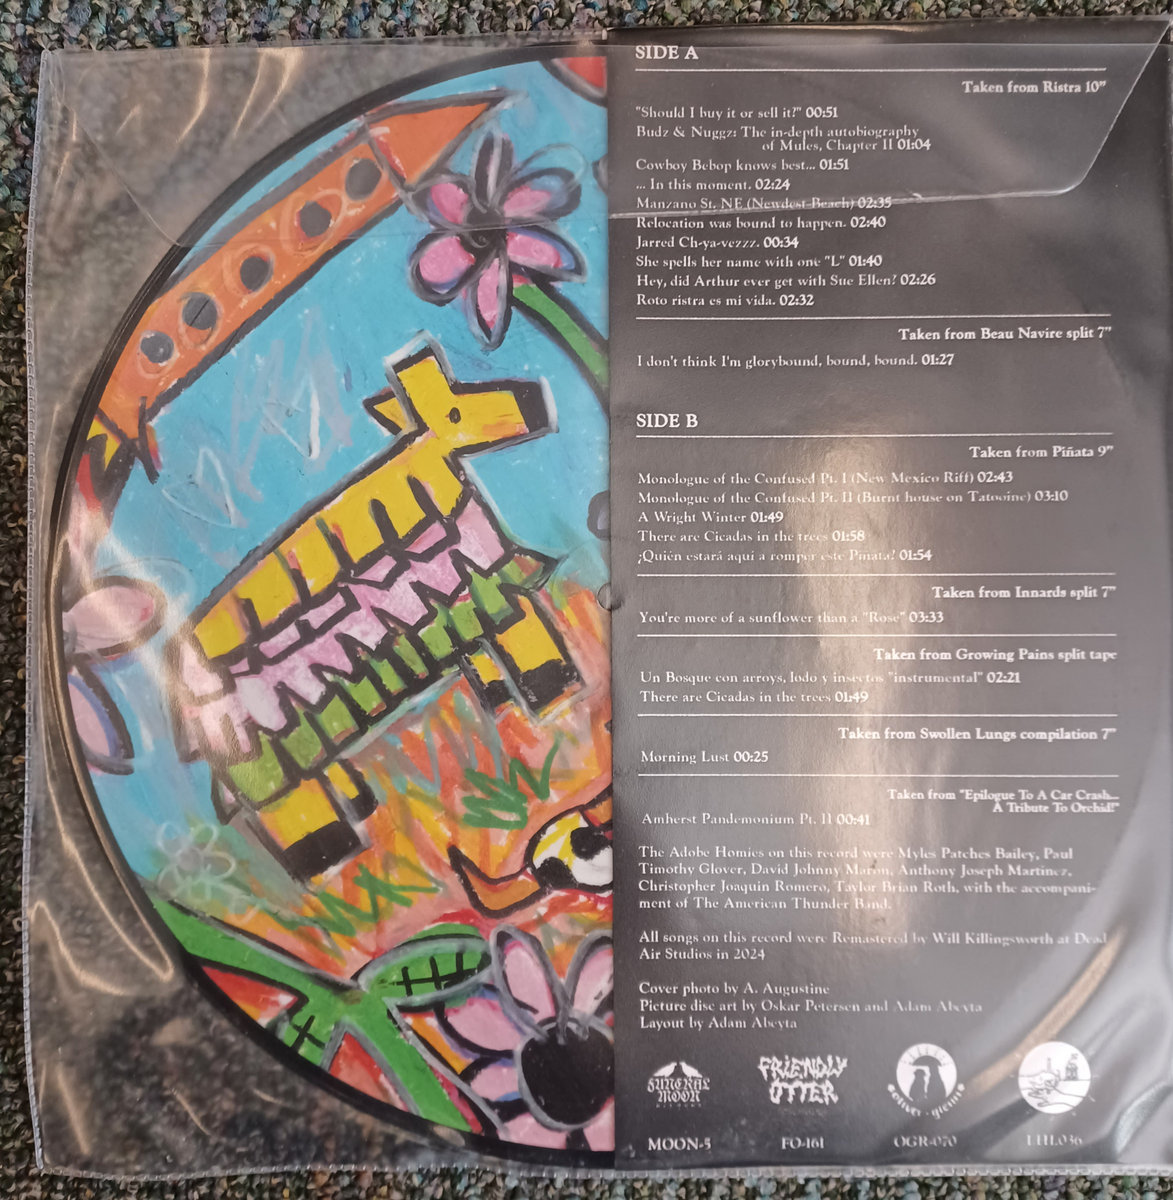 SIDE A
Taken from Ristra 10"
"Should I buy it or sell it?" 00:51
Budz & Nuggz: The in-depth autobiography
of Mules, Chapter II 01:04
Cowboy Bebop knows best... 01:51
... In this moment. 02:24
Manzano St. NE (Newdest Beach) 02:35
Relocation was bound to happen. 02:40
Jarred Ch-ya-vezzz. 00:34
She spells her name with one "L" 01:40
Hey, did Arthur ever get with Sue Ellen? 02:26
Roto ristra es mi vida. 02:32
Taken from Beau Navire split 7"
I don't think I'm glorybound, bound, bound. 01:27
SIDE B
Taken from Piñata 9"
Monologue of the Confused Pt. I (New Mexico Riff) 02:43
Monologue of the Confused Pt. II (Burnt house on Tatooine) 03:10
A Wright Winter 01:49
There are Cicadas in the trees 01:58
¿Quién estará aquí a romper este Piñata? 01:54
Taken from Innards split 7"
You're more of a sunflower than a "Rose" 03:33
Taken from Growing Pains split tape
Un Bosque con arroys, lodo y insectos "instrumental" 02:21
There are Cicadas in the trees 01:49
Taken from Swollen Lungs compilation 7"
Morning Lust 00:25
Taken from "Epilogue To A Car Crash...
A Tribute To Orchid!"
Amherst Pandemonium Pt. II 00:41
The Adobe Homies on this record were Myles Patches Bailey, Paul
Timothy Glover, David Johnny Marin, Anthony Joseph Martinez,
Christopher Joaquin Romero, Taylor Brian Roth, with the accompani-
ment of The American Thunder Band.
All songs on this record were Remastered by Will Killingsworth at Dead
Air Studios in 2024
Cover photo by A. Augustine
Picture disc art by Oskar Petersen and Adam Abeyta
Layout by Adam Abeyta
FUNERAL
MOON
FRIENDLY
OTTER
oliver glenn
MOON-5
FO-161
OGR-070
LHL036